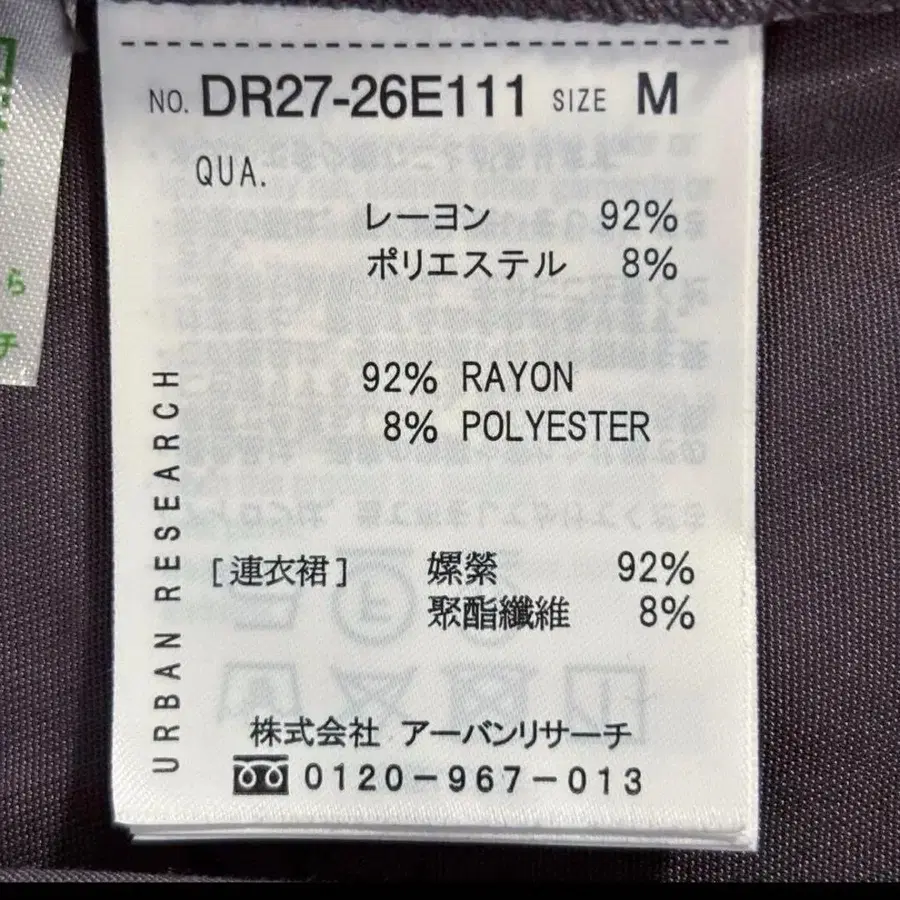 NO. DR27-26E111 SIZE M
QUA.
レーヨン 92%
ポリエステル 8%
92% RAYON
8% POLYESTER
[連衣裙] 嫘縈 92%
聚酯纖維 8%
URBAN RESEARCH
株式会社 アーバンリサーチ
0120-967-013
ら
チ